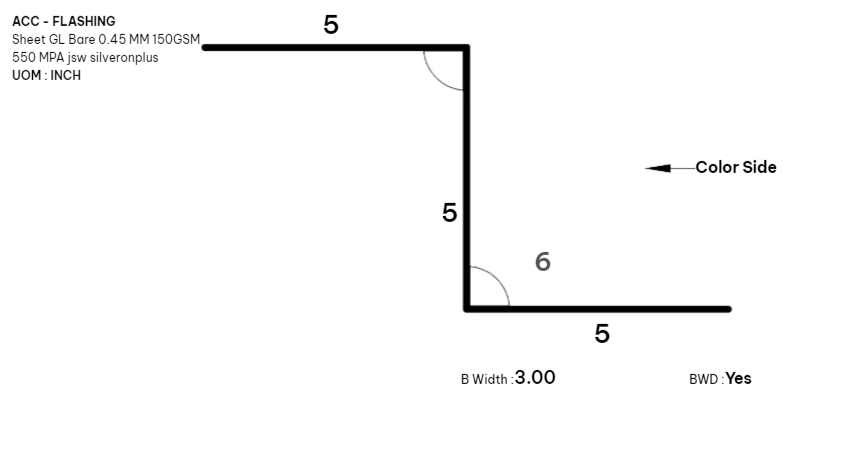 ACC - FLASHING
Sheet GL Bare 0.45 MM 150GSM
550 MPA jsw silveronplus
UOM : INCH
5
Color Side
5
6
5
B Width :3.00
BWD :Yes